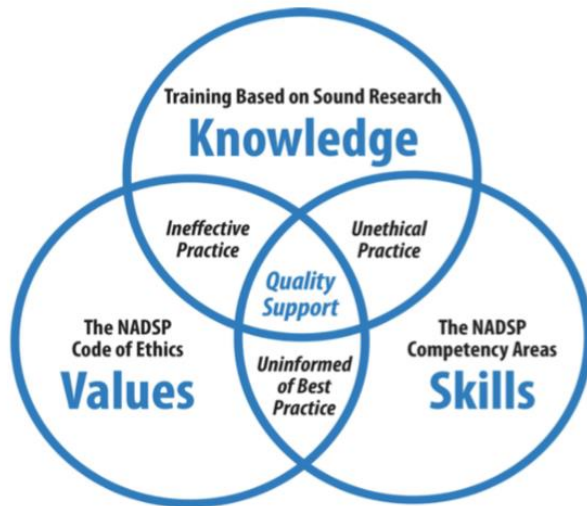 Training Based on Sound Research
Knowledge
Ineffective
Practice
Unethical
Practice
Quality
Support
The NADSP
Code of Ethics
Values
Uninformed
of Best
Practice
The NADSP
Competency Areas
Skills